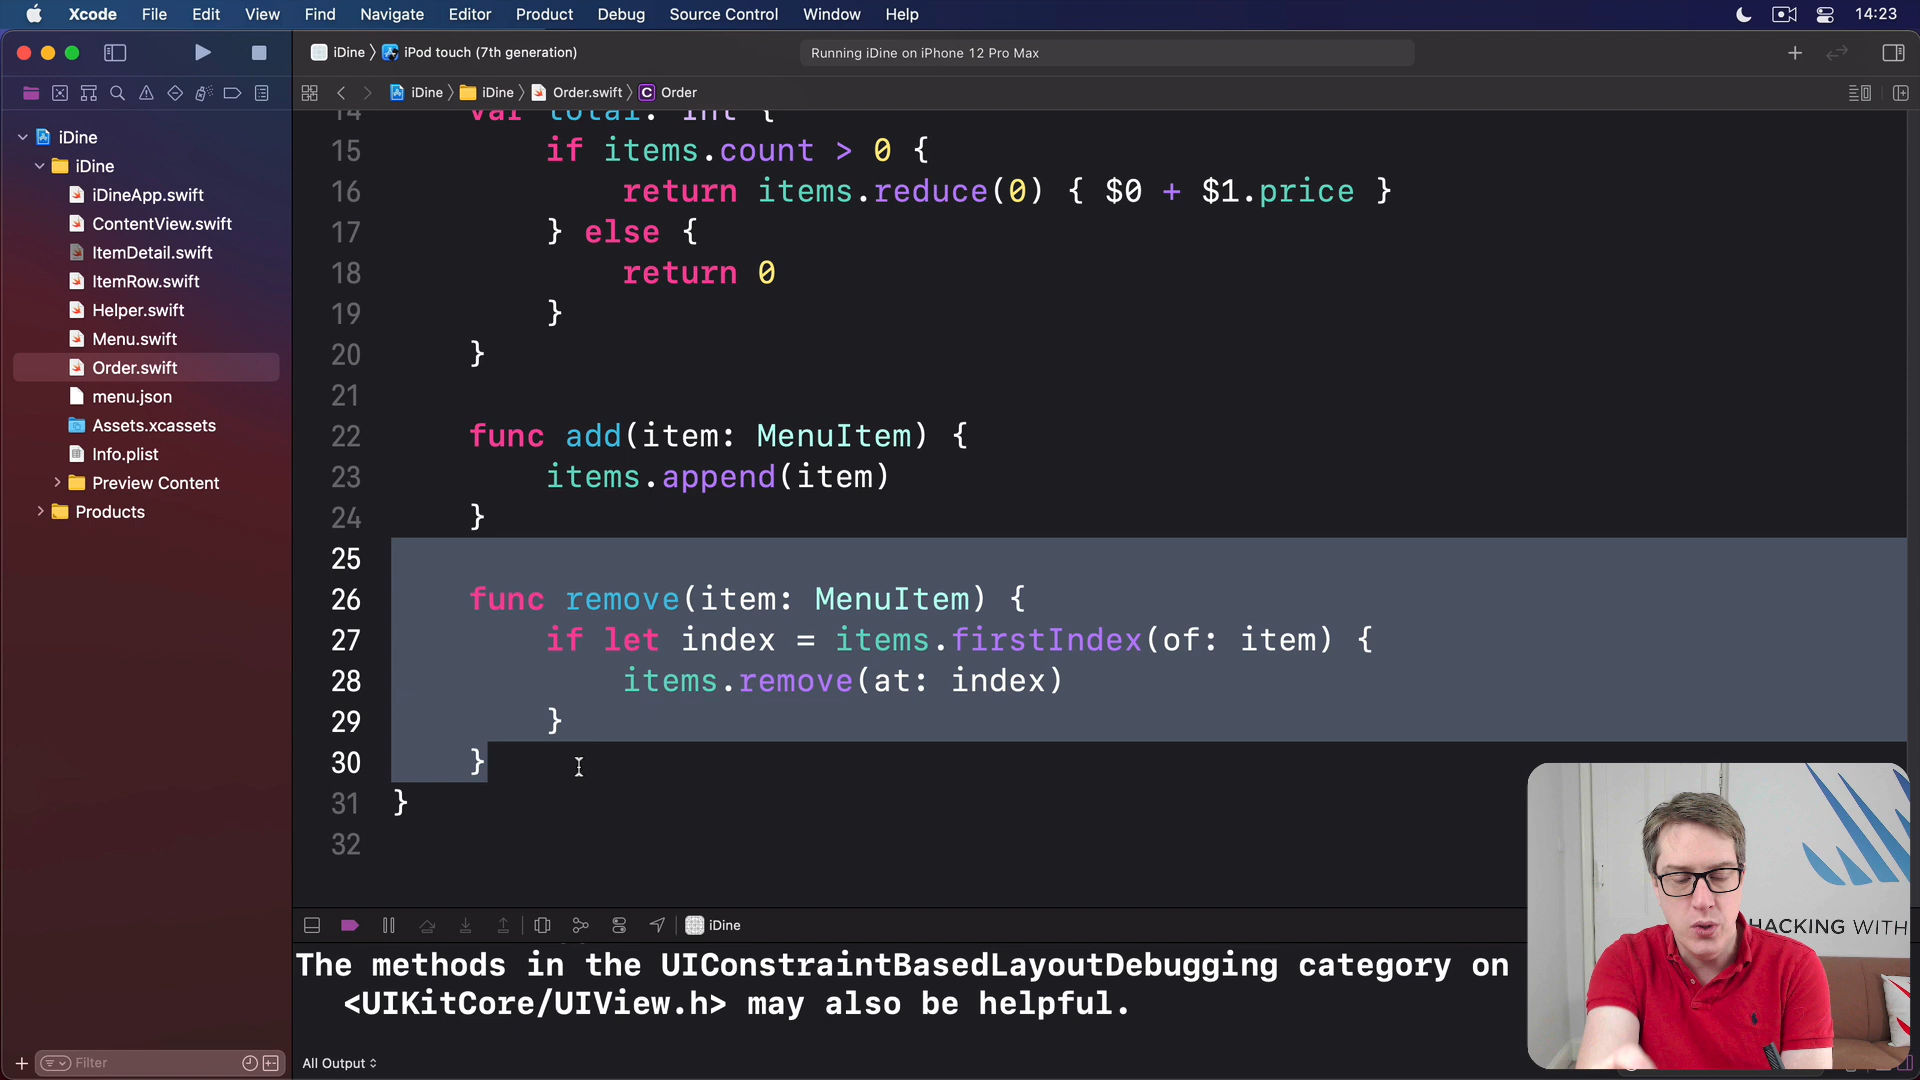 Xcode File Edit View Find Navigate Editor Product Debug Source Control Window Help 14:23
iDine iPod touch (7th generation) Running iDine on iPhone 12 Pro Max
iDine iDine Order.swift Order
iDine
iDine
iDineApp.swift
ContentView.swift
ItemDetail.swift
ItemRow.swift
Helper.swift
Menu.swift
Order.swift
menu.json
Assets.xcassets
Info.plist
Preview Content
Products
Filter
14 var total: Int {
15 if items.count > 0 {
16 return items.reduce(0) { $0 + $1.price }
17 } else {
18 return 0
19 }
20 }
21
22 func add(item: MenuItem) {
23 items.append(item)
24 }
25
26 func remove(item: MenuItem) {
27 if let index = items.firstIndex(of: item) {
28 items.remove(at: index)
29 }
30 }
31 }
32
iDine
The methods in the UIConstraintBasedLayoutDebugging category on
<UIKitCore/UIView.h> may also be helpful.
All Output
HACKING WITH